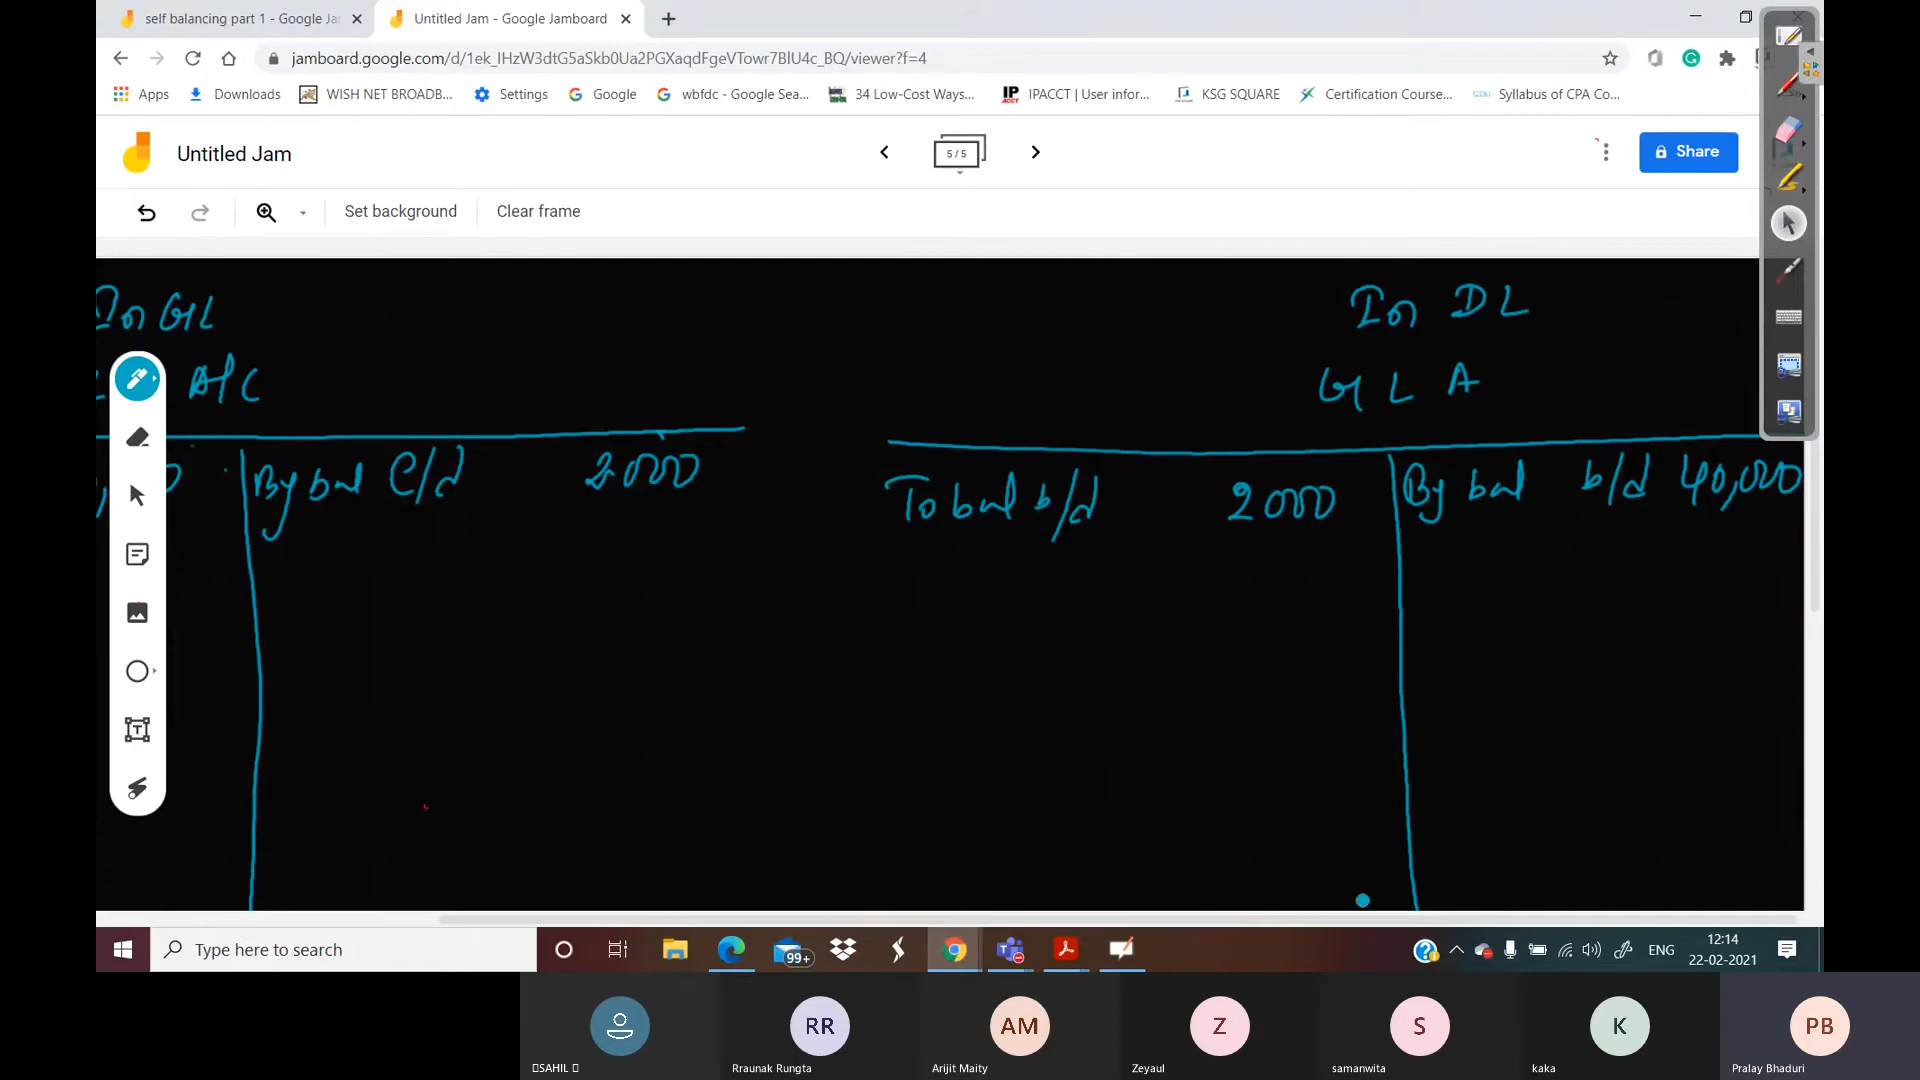 self balancing part 1 - Google Ja
Untitled Jam - Google Jamboard
jamboard.google.com/d/1ek_IHzW3dtG5aSkb0Ua2PGXaqdFgeVTowr7BlU4c_BQ/viewer?f=4
Apps Downloads WISH NET BROADB... Settings Google wbfdc - Google Sea... 34 Low-Cost Ways... IPACCT | User infor... KSG SQUARE Certification Course... Syllabus of CPA Co...
Untitled Jam
5 / 5
Share
Set background Clear frame
In GL In DL
A/C GL A
By bal C/d 2000 To bal b/d 2000 By bal b/d 40,000
Type here to search
99+
ENG
12:14
22-02-2021
RR AM Z S K PB
SAHIL Rraunak Rungta Arijit Maity Zeyaul samanwita kaka Pralay Bhaduri